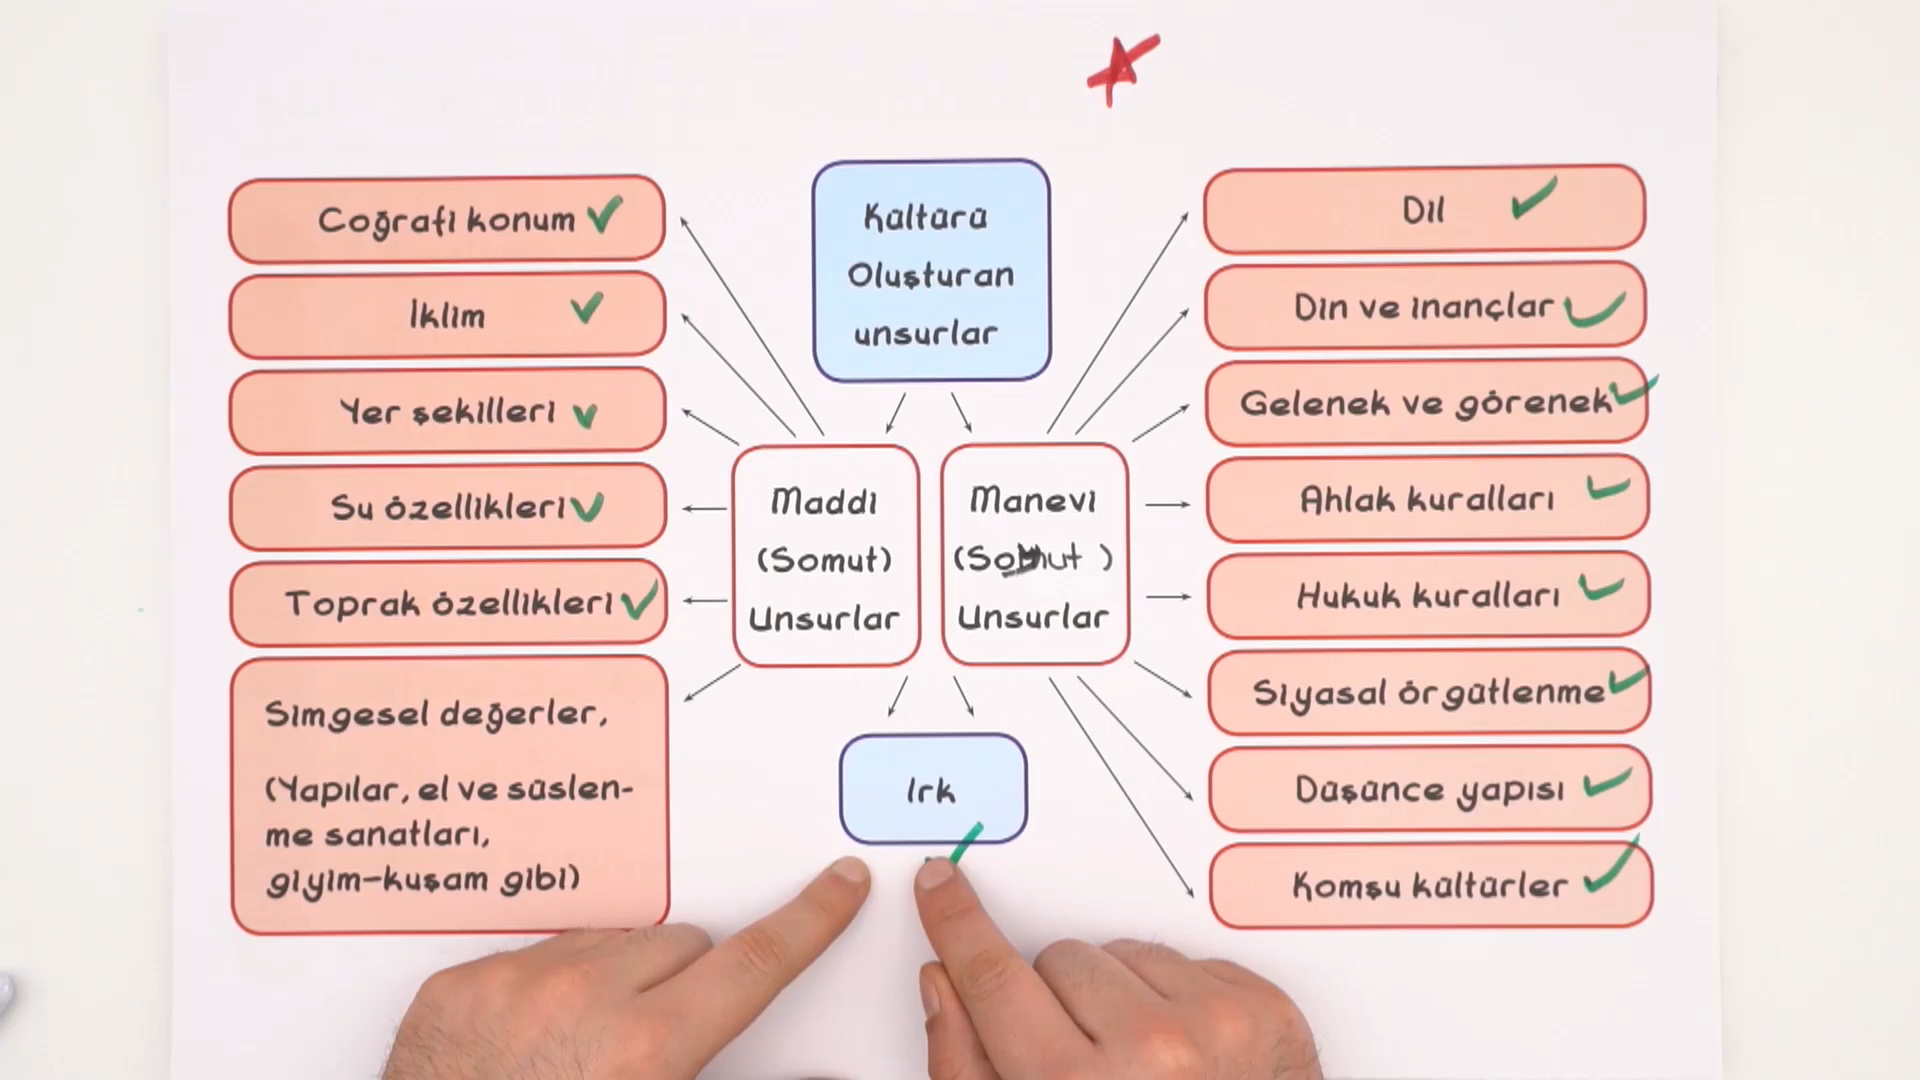 Kültürü
Oluşturan
unsurlar
Maddi
(Somut)
Unsurlar
Coğrafi konum
İklim
Yer şekilleri
Su özellikleri
Toprak özellikleri
Simgesel değerler,
(Yapılar, el ve süslen-
me sanatları,
giyim-kuşam gibi)
Manevi
Unsurlar
Dil
Din ve inançlar
Gelenek ve görenek
Ahlak kuralları
Hukuk kuralları
Siyasal örgütlenme
Düşünce yapısı
Komşu kültürler
Irk